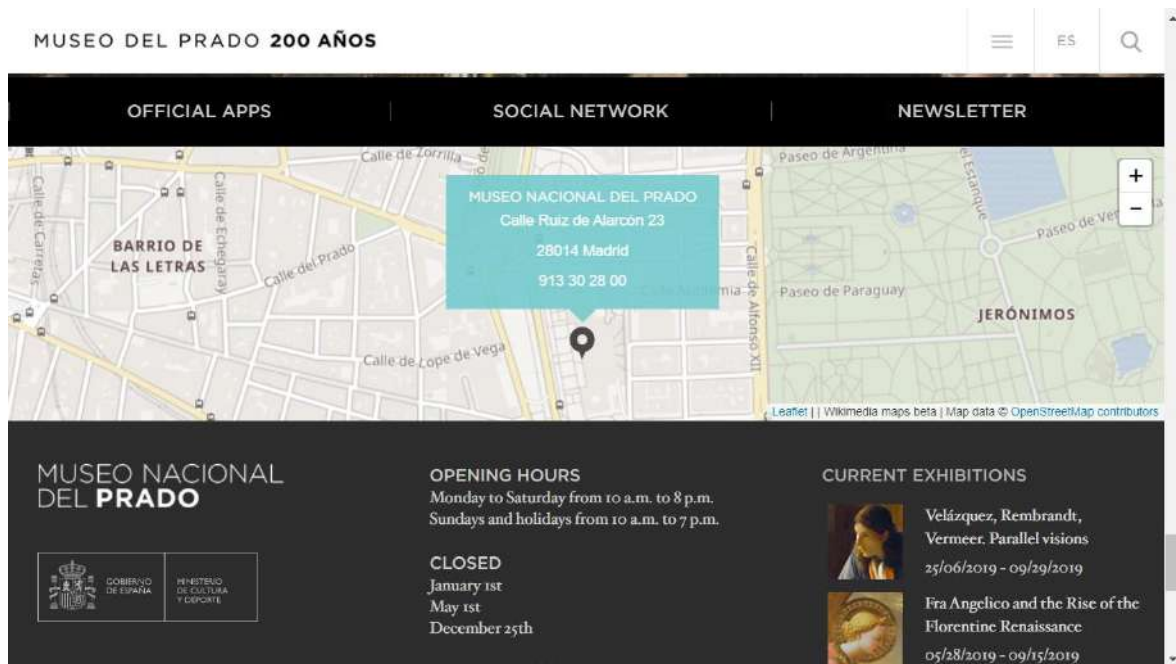 MUSEO DEL PRADO 200 AÑOS
ES
OFFICIAL APPS
SOCIAL NETWORK
NEWSLETTER
Calle de Zorrilla
Paseo de Argentina
MUSEO NACIONAL DEL PRADO
Calle Ruiz de Alarcón 23
28014 Madrid
913 30 28 00
+
−
Calle de Carretas
Calle de Echegaray
BARRIO DE
LAS LETRAS
Calle del Prado
Calle de Alfonso XII
Paseo de Paraguay
JERÓNIMOS
Calle de Lope de Vega
Leaflet | | Wikimedia maps beta | Map data © OpenStreetMap contributors
MUSEO NACIONAL
DEL PRADO
GOBIERNO
DE ESPAÑA
MINISTERIO
DE CULTURA
Y DEPORTE
OPENING HOURS
Monday to Saturday from 10 a.m. to 8 p.m.
Sundays and holidays from 10 a.m. to 7 p.m.
CLOSED
January 1st
May 1st
December 25th
CURRENT EXHIBITIONS
Velázquez, Rembrandt,
Vermeer. Parallel visions
25/06/2019 - 09/29/2019
Fra Angelico and the Rise of the
Florentine Renaissance
05/28/2019 - 09/15/2019